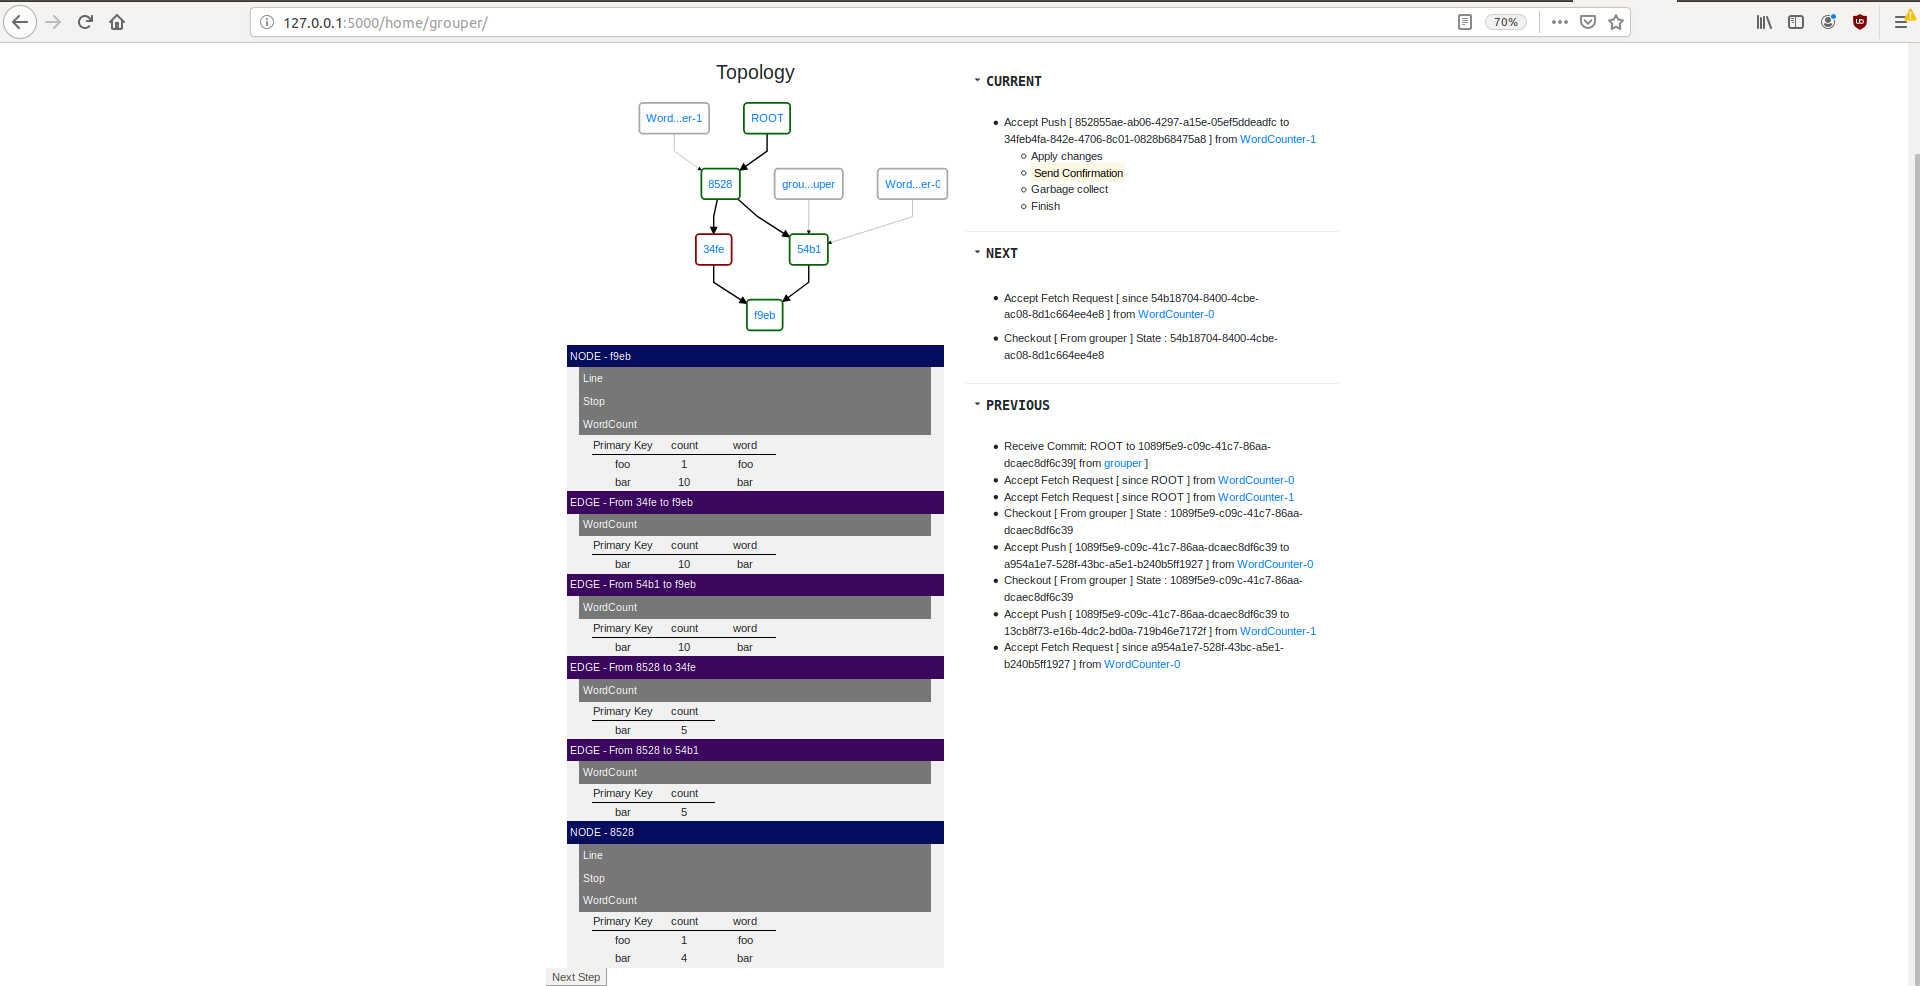 127.0.0.1:5000/home/grouper/
70%
Topology
Word...er-1
ROOT
8528
grou...uper
Word...er-0
34fe
54b1
f9eb
NODE - f9eb
Line
Stop
WordCount
Primary Key count word
foo 1 foo
bar 10 bar
EDGE - From 34fe to f9eb
WordCount
Primary Key count word
bar 10 bar
EDGE - From 54b1 to f9eb
WordCount
Primary Key count word
bar 10 bar
EDGE - From 8528 to 34fe
WordCount
Primary Key count
bar 5
EDGE - From 8528 to 54b1
WordCount
Primary Key count
bar 5
NODE - 8528
Line
Stop
WordCount
Primary Key count word
foo 1 foo
bar 4 bar
Next Step
CURRENT
Accept Push [ 852855ae-ab06-4297-a15e-05ef5ddeadfc to
34feb4fa-842e-4706-8c01-0828b68475a8 ] from WordCounter-1
Apply changes
Send Confirmation
Garbage collect
Finish
NEXT
Accept Fetch Request [ since 54b18704-8400-4cbe-
ac08-8d1c664ee4e8 ] from WordCounter-0
Checkout [ From grouper ] State : 54b18704-8400-4cbe-
ac08-8d1c664ee4e8
PREVIOUS
Receive Commit: ROOT to 1089f5e9-c09c-41c7-86aa-
dcaec8df6c39[ from grouper ]
Accept Fetch Request [ since ROOT ] from WordCounter-0
Accept Fetch Request [ since ROOT ] from WordCounter-1
Checkout [ From grouper ] State : 1089f5e9-c09c-41c7-86aa-
dcaec8df6c39
Accept Push [ 1089f5e9-c09c-41c7-86aa-dcaec8df6c39 to
a954a1e7-528f-43bc-a5e1-b240b5ff1927 ] from WordCounter-0
Checkout [ From grouper ] State : 1089f5e9-c09c-41c7-86aa-
dcaec8df6c39
Accept Push [ 1089f5e9-c09c-41c7-86aa-dcaec8df6c39 to
13cb8f73-e16b-4dc2-bd0a-719b46e7172f ] from WordCounter-1
Accept Fetch Request [ since a954a1e7-528f-43bc-a5e1-
b240b5ff1927 ] from WordCounter-0